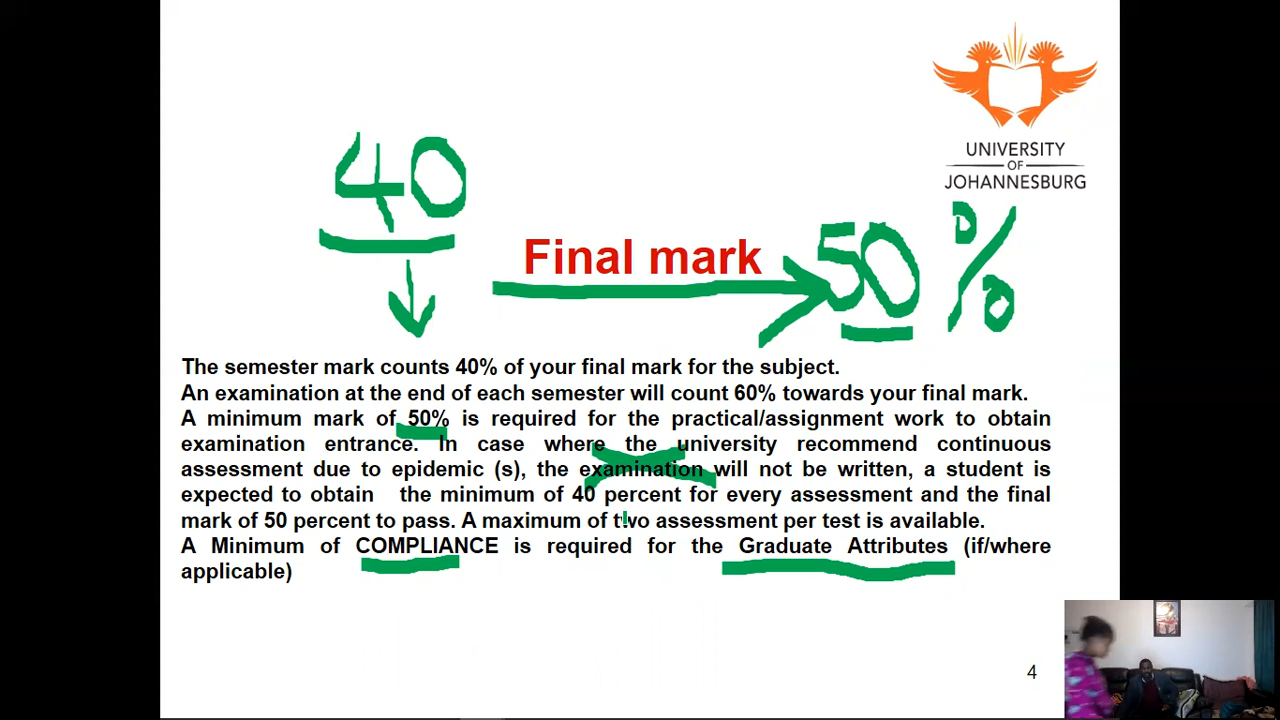 UNIVERSITY
OF
JOHANNESBURG
40
Final mark
50 %
The semester mark counts 40% of your final mark for the subject.
An examination at the end of each semester will count 60% towards your final mark.
A minimum mark of 50% is required for the practical/assignment work to obtain
examination entrance. In case where the university recommend continuous
assessment due to epidemic (s), the examination will not be written, a student is
expected to obtain the minimum of 40 percent for every assessment and the final
mark of 50 percent to pass. A maximum of two assessment per test is available.
A Minimum of COMPLIANCE is required for the Graduate Attributes (if/where
applicable)
4